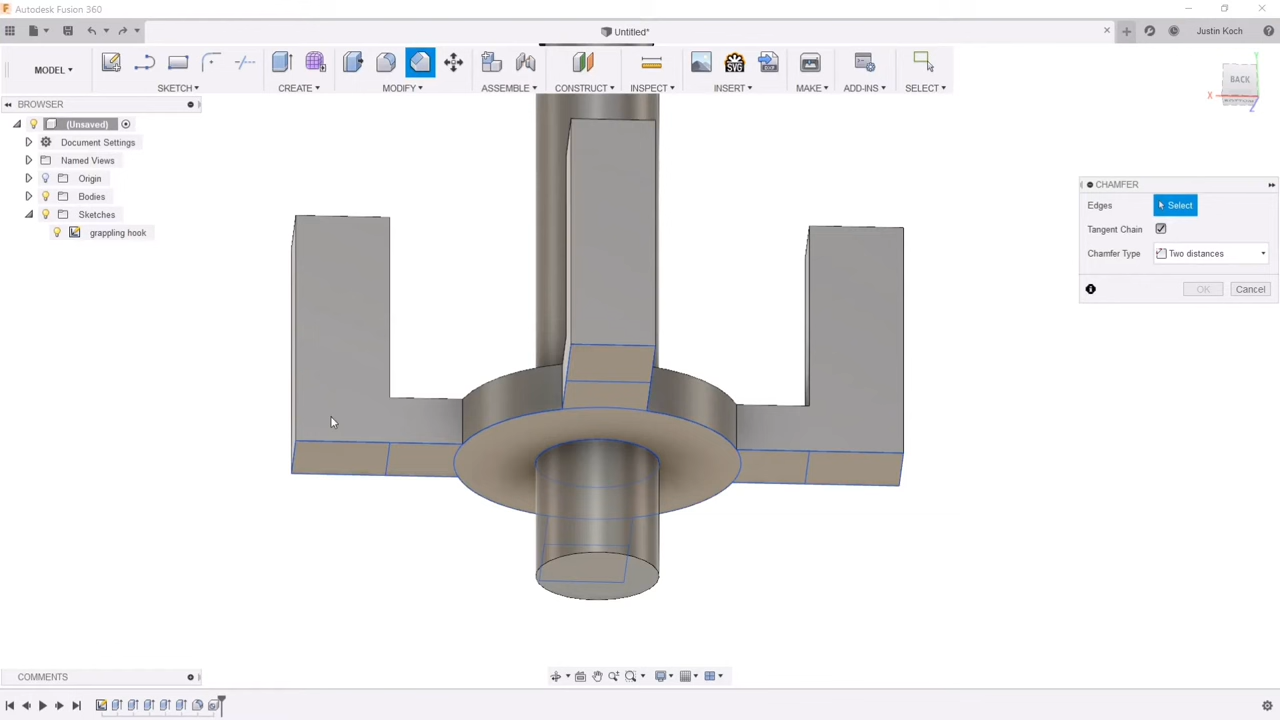 Autodesk Fusion 360
Untitled*
Justin Koch
MODEL
SKETCH
CREATE
MODIFY
ASSEMBLE
CONSTRUCT
INSPECT
INSERT
MAKE
ADD-INS
SELECT
SVG
DXF
BACK
X
Y
Z
BROWSER
(Unsaved)
Document Settings
Named Views
Origin
Bodies
Sketches
grappling hook
CHAMFER
Edges
Select
Tangent Chain
Chamfer Type
Two distances
OK
Cancel
COMMENTS